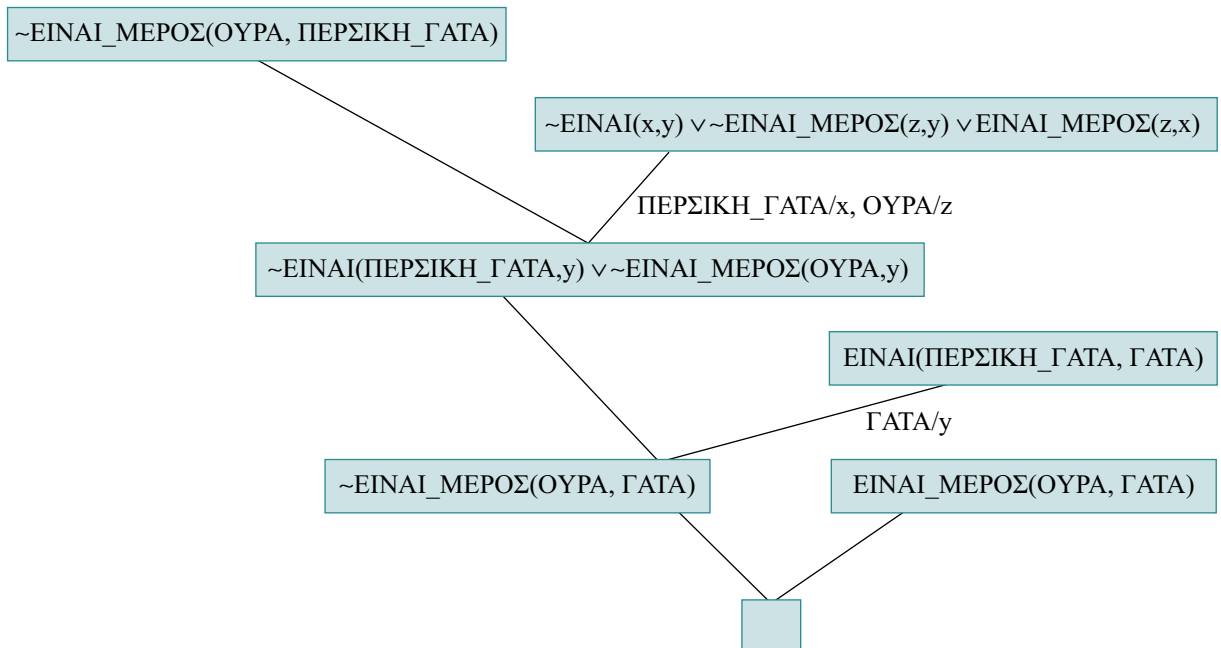 ~ΕΙΝΑΙ_ΜΕΡΟΣ(ΟΥΡΑ, ΠΕΡΣΙΚΗ_ΓΑΤΑ)
~ΕΙΝΑΙ(x,y) ∨ ~ΕΙΝΑΙ_ΜΕΡΟΣ(z,y) ∨ ΕΙΝΑΙ_ΜΕΡΟΣ(z,x)
ΠΕΡΣΙΚΗ_ΓΑΤΑ/x, ΟΥΡΑ/z
~ΕΙΝΑΙ(ΠΕΡΣΙΚΗ_ΓΑΤΑ,y) ∨ ~ΕΙΝΑΙ_ΜΕΡΟΣ(ΟΥΡΑ,y)
ΕΙΝΑΙ(ΠΕΡΣΙΚΗ_ΓΑΤΑ, ΓΑΤΑ)
ΓΑΤΑ/y
~ΕΙΝΑΙ_ΜΕΡΟΣ(ΟΥΡΑ, ΓΑΤΑ)
ΕΙΝΑΙ_ΜΕΡΟΣ(ΟΥΡΑ, ΓΑΤΑ)